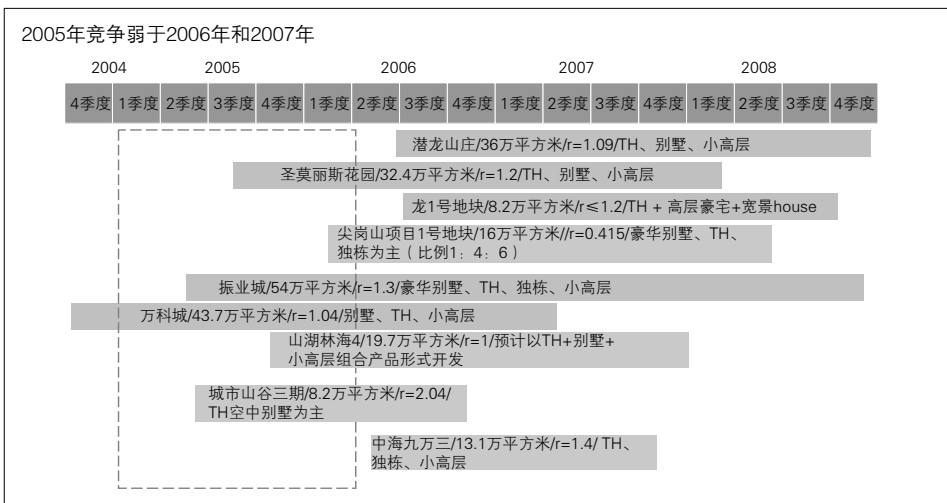 2005年竞争弱于2006年和2007年
2004 2005 2006 2007 2008
4季度 1季度 2季度 3季度 4季度 1季度 2季度 3季度 4季度 1季度 2季度 3季度 4季度 1季度 2季度 3季度 4季度
潜龙山庄/36万平方米/r=1.09/TH、别墅、小高层
圣莫丽斯花园/32.4万平方米/r=1.2/TH、别墅、小高层
龙1号地块/8.2万平方米/r≤1.2/TH + 高层豪宅+宽景house
尖岗山项目1号地块/16万平方米//r=0.415/豪华别墅、TH、
独栋为主（比例1：4：6）
振业城/54万平方米/r=1.3/豪华别墅、TH、独栋、小高层
万科城/43.7万平方米/r=1.04/别墅、TH、小高层
山湖林海4/19.7万平方米/r=1/预计以TH+别墅+
小高层组合产品形式开发
城市山谷三期/8.2万平方米/r=2.04/
TH空中别墅为主
中海九万三/13.1万平方米/r=1.4/ TH、
独栋、小高层